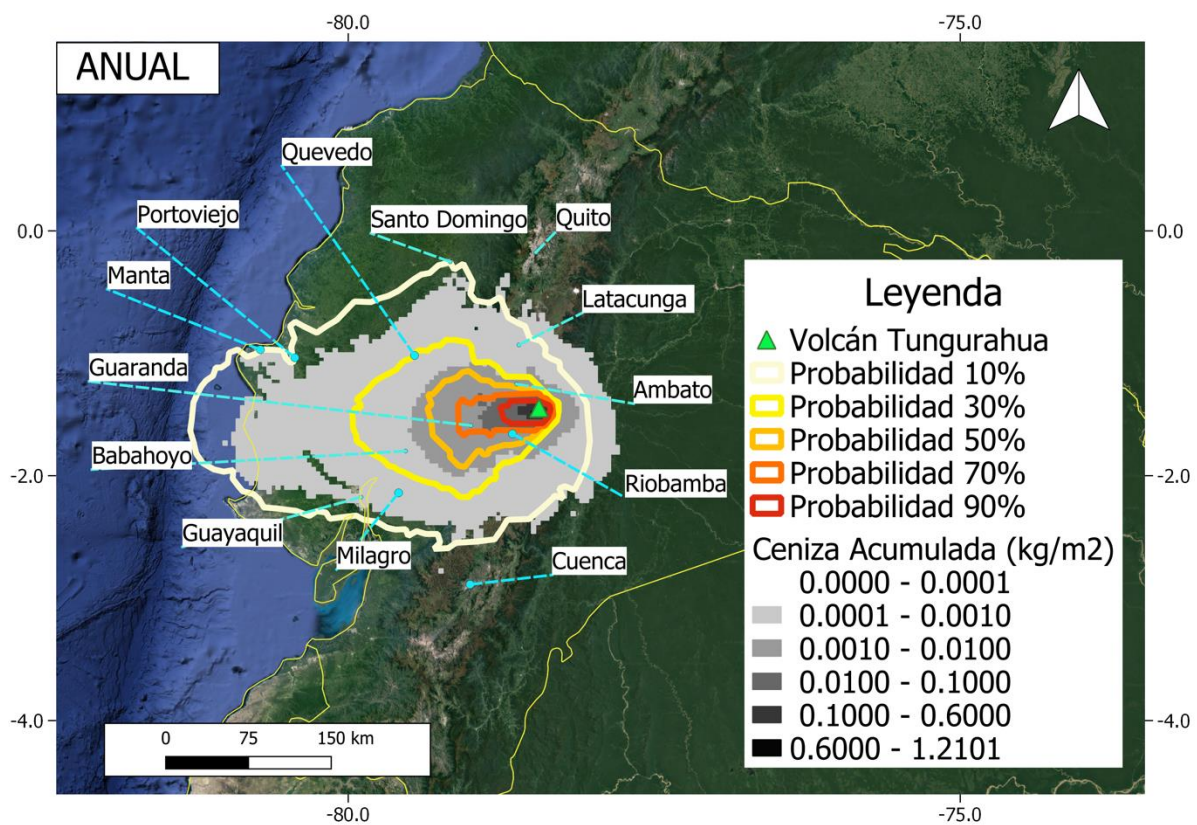 -80.0
-75.0
ANUAL
Quevedo
Portoviejo
Santo Domingo
Quito
0.0
0.0
Manta
Latacunga
Guaranda
Ambato
Babahoyo
Riobamba
-2.0
-2.0
Guayaquil
Milagro
Cuenca
Leyenda
Volcán Tungurahua
Probabilidad 10%
Probabilidad 30%
Probabilidad 50%
Probabilidad 70%
Probabilidad 90%
Ceniza Acumulada (kg/m2)
0.0000 - 0.0001
0.0001 - 0.0010
0.0010 - 0.0100
0.0100 - 0.1000
0.1000 - 0.6000
0.6000 - 1.2101
-4.0
-4.0
0 75 150 km
-80.0
-75.0